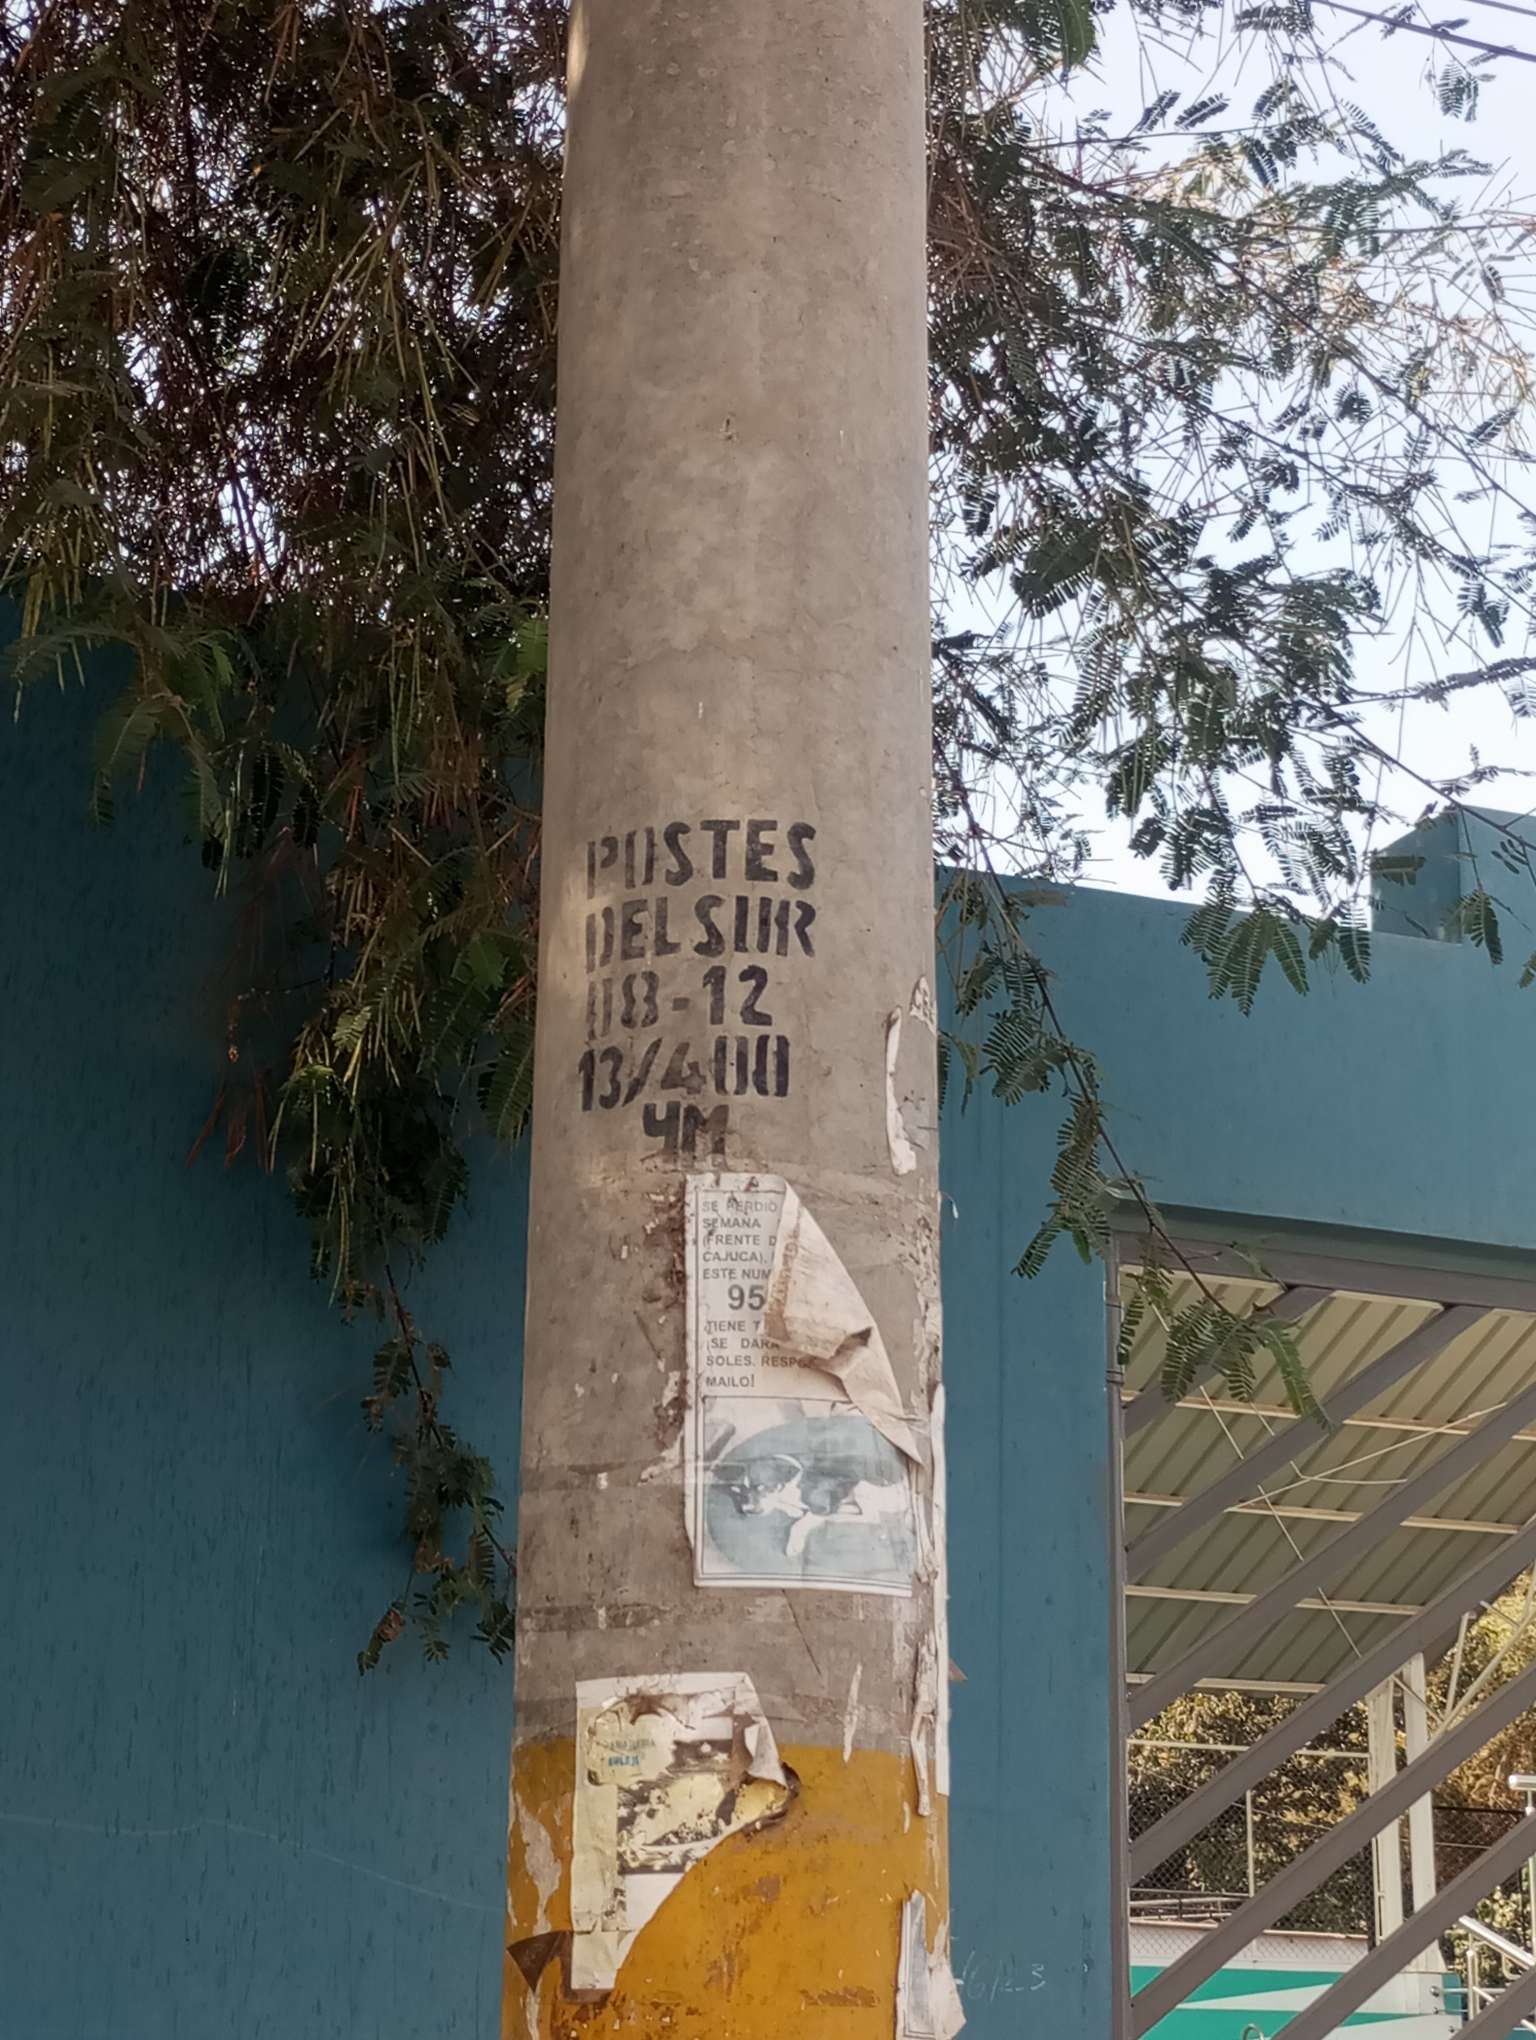 POSTES
DEL SUR
08-12
13/400
4M
SE PERDIO
SEMANA
(FRENTE D
CAJUCA).
ESTE NUM
95
TIENE
SE DARA
SOLES. RESP
MAILO!